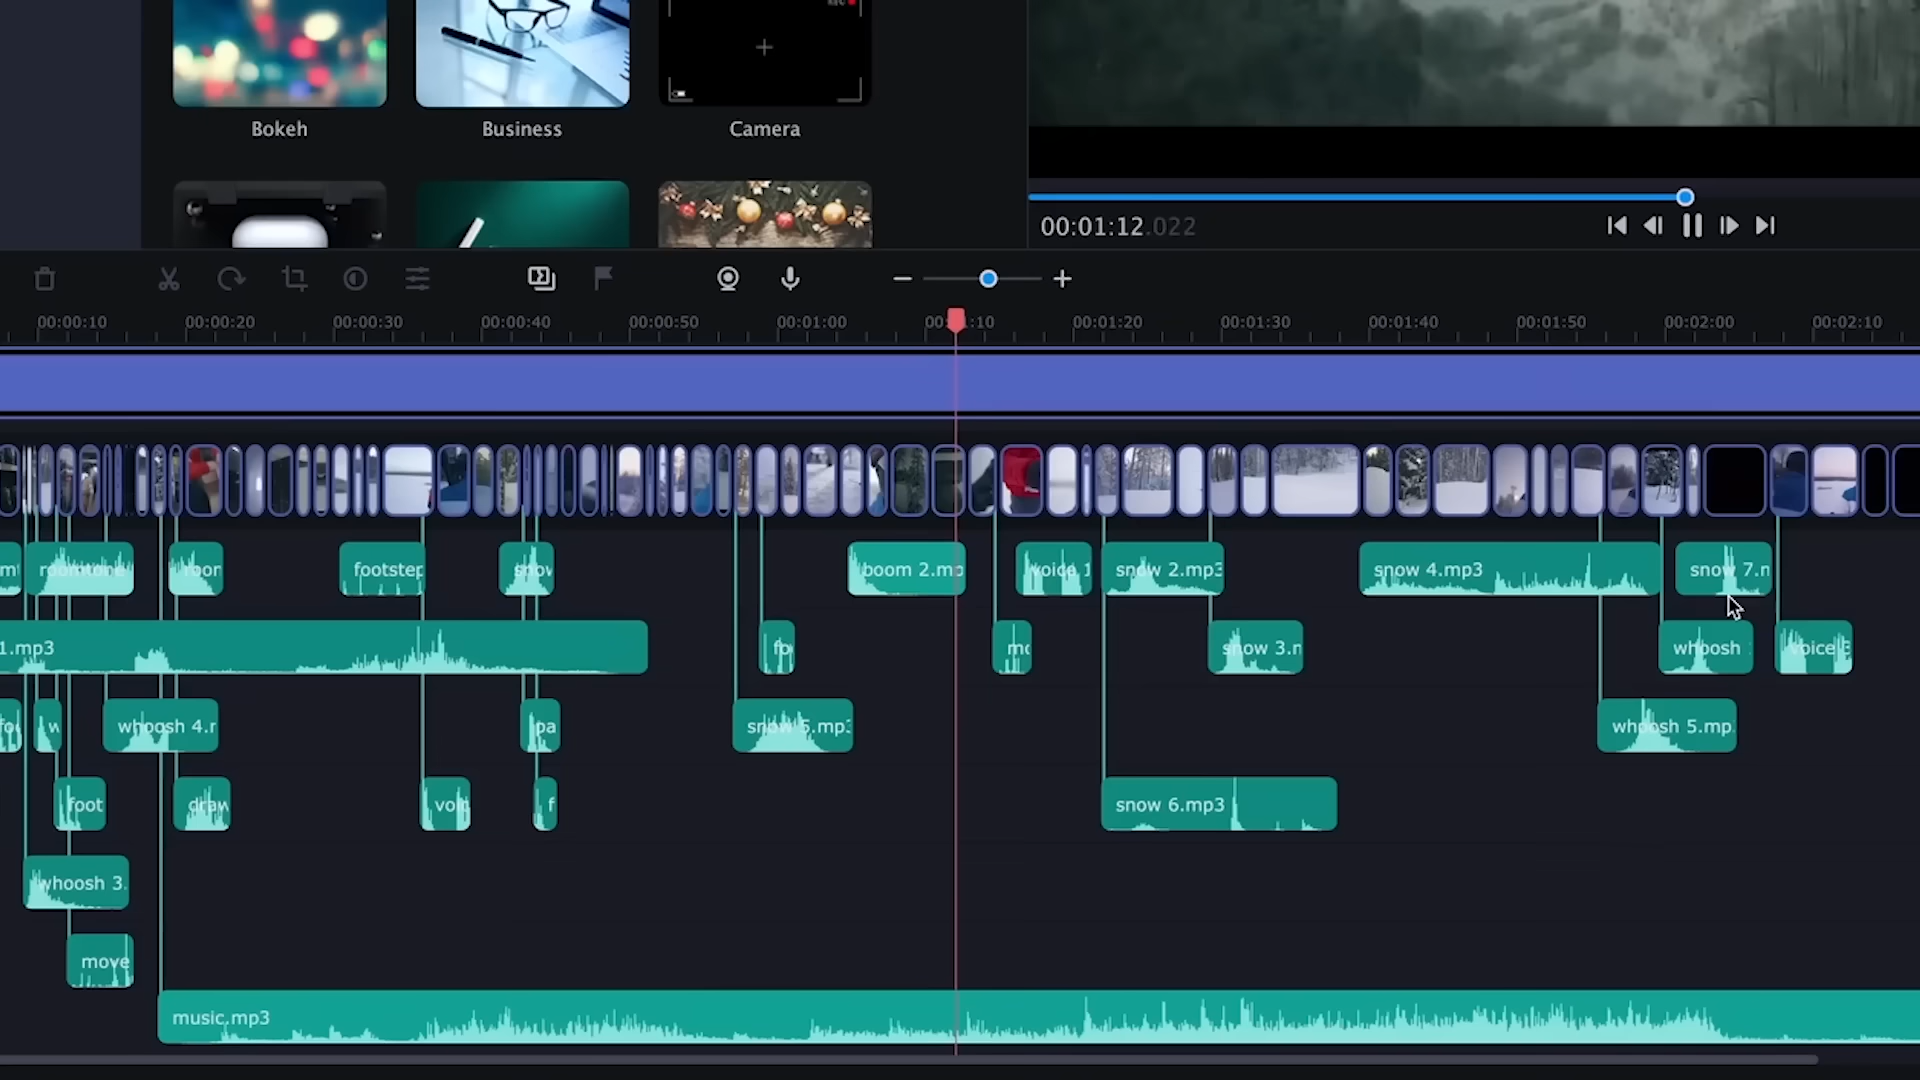 REC
Bokeh
Business
Camera
00:01:12.022
00:00:10
00:00:20
00:00:30
00:00:40
00:00:50
00:01:00
00:01:10
00:01:20
00:01:30
00:01:40
00:01:50
00:02:00
00:02:10
roomtone
footstep
snow
boom 2.mp
voice 1
snow 2.mp3
snow 4.mp3
snow 7.m
1.mp3
fo
mo
snow 3.m
whoosh
voice 3
foo
w
whoosh 4.m
pa
snow 5.mp3
whoosh 5.mp
foot
draw
f
snow 6.mp3
whoosh 3.
move
music.mp3